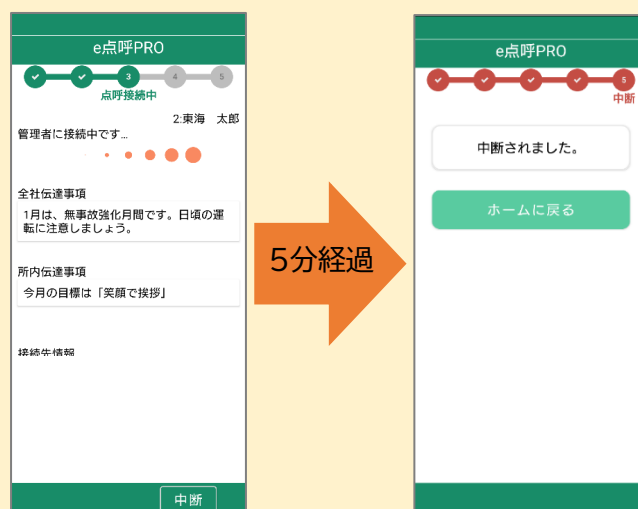 e点呼PRO
3
4
5
点呼接続中
2:東海　太郎
管理者に接続中です...
全社伝達事項
1月は、無事故強化月間です。日頃の運
転に注意しましょう。
所内伝達事項
今月の目標は「笑顔で挨拶」
接続先情報
中断
5分経過
e点呼PRO
5
中断
中断されました。
ホームに戻る